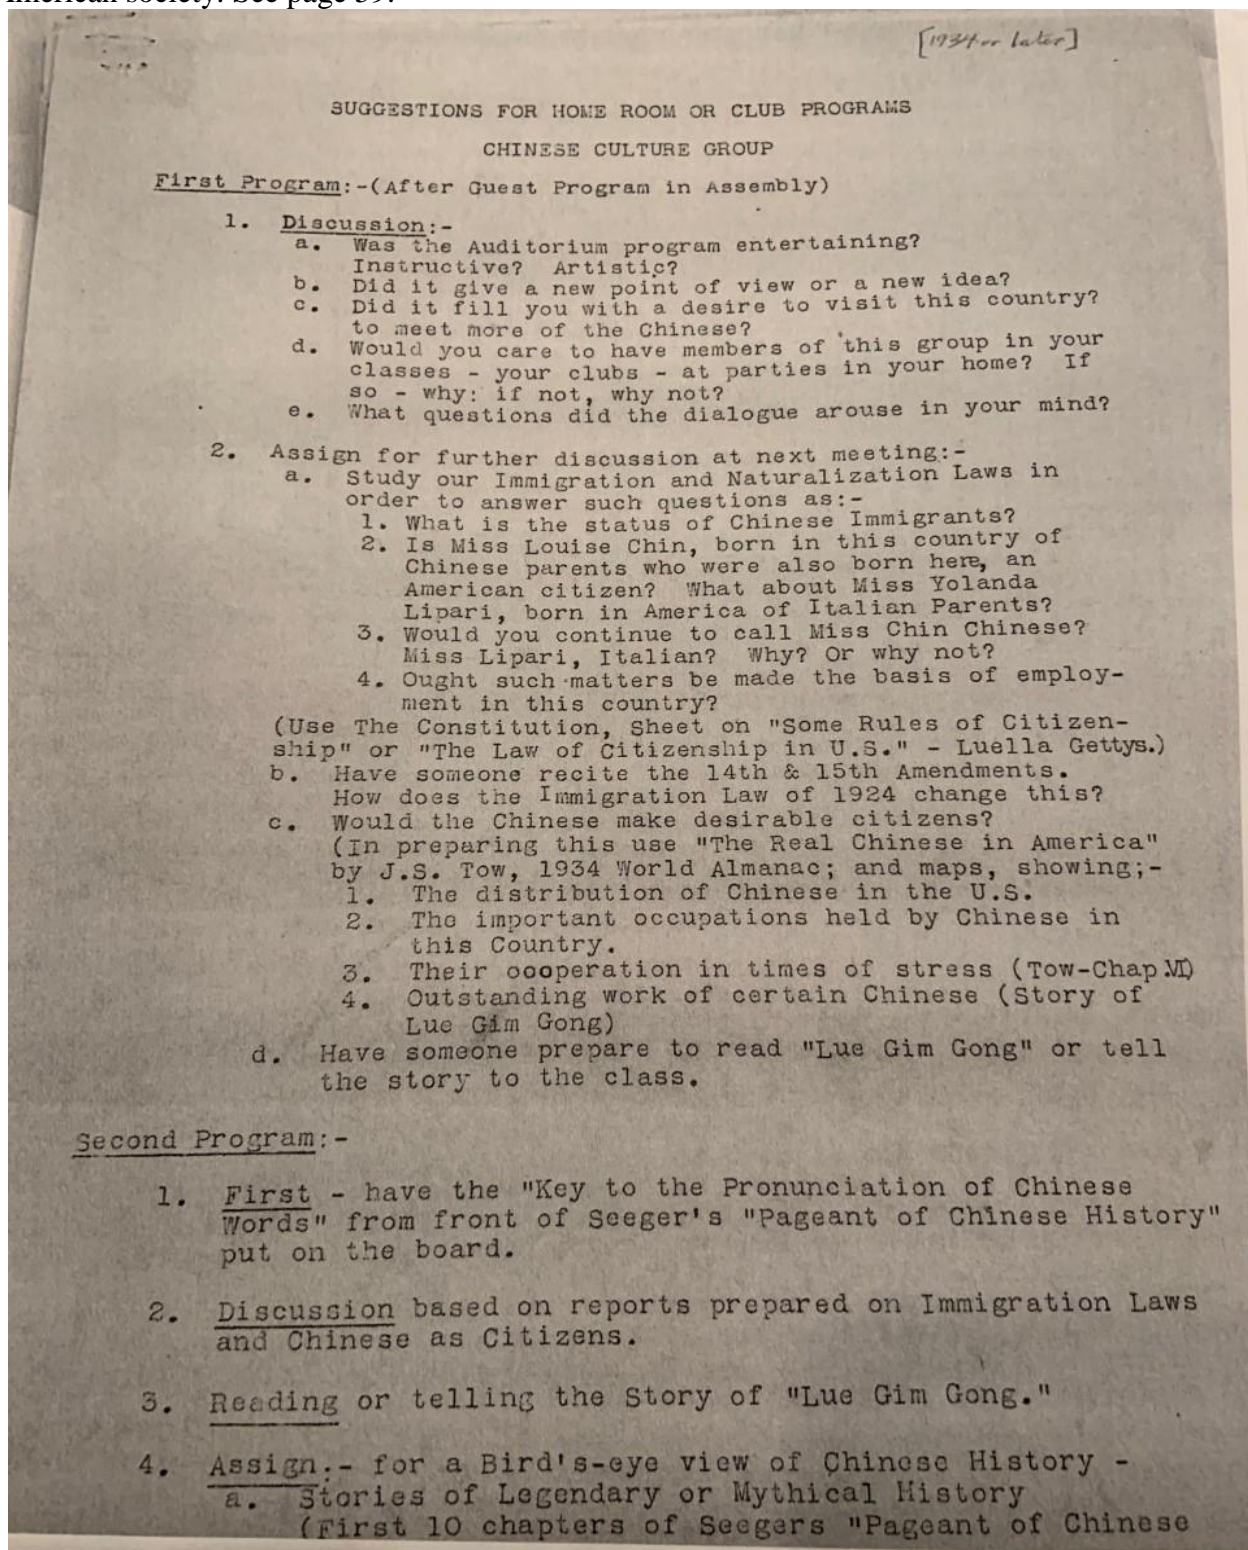 American society. See page 39.
[1934 or later]
SUGGESTIONS FOR HOME ROOM OR CLUB PROGRAMS
CHINESE CULTURE GROUP
First Program:-(After Guest Program in Assembly)
1. Discussion:-
a. Was the Auditorium program entertaining?
Instructive? Artistic?
b. Did it give a new point of view or a new idea?
c. Did it fill you with a desire to visit this country?
to meet more of the Chinese?
d. Would you care to have members of this group in your
classes - your clubs - at parties in your home? If
so - why: if not, why not?
e. What questions did the dialogue arouse in your mind?
2. Assign for further discussion at next meeting:-
a. Study our Immigration and Naturalization Laws in
order to answer such questions as:-
1. What is the status of Chinese Immigrants?
2. Is Miss Louise Chin, born in this country of
Chinese parents who were also born here, an
American citizen? What about Miss Yolanda
Lipari, born in America of Italian Parents?
3. Would you continue to call Miss Chin Chinese?
Miss Lipari, Italian? Why? Or why not?
4. Ought such matters be made the basis of employ-
ment in this country?
(Use The Constitution, Sheet on "Some Rules of Citizen-
ship" or "The Law of Citizenship in U.S." - Luella Gettys.)
b. Have someone recite the 14th & 15th Amendments.
How does the Immigration Law of 1924 change this?
c. Would the Chinese make desirable citizens?
(In preparing this use "The Real Chinese in America"
by J.S. Tow, 1934 World Almanac; and maps, showing;-
1. The distribution of Chinese in the U.S.
2. The important occupations held by Chinese in
this Country.
3. Their cooperation in times of stress (Tow-Chap VI)
4. Outstanding work of certain Chinese (Story of
Lue Gim Gong)
d. Have someone prepare to read "Lue Gim Gong" or tell
the story to the class.
Second Program:-
1. First - have the "Key to the Pronunciation of Chinese
Words" from front of Seeger's "Pageant of Chinese History"
put on the board.
2. Discussion based on reports prepared on Immigration Laws
and Chinese as Citizens.
3. Reading or telling the Story of "Lue Gim Gong."
4. Assign:- for a Bird's-eye view of Chinese History -
a. Stories of Legendary or Mythical History
(First 10 chapters of Seegers "Pageant of Chinese